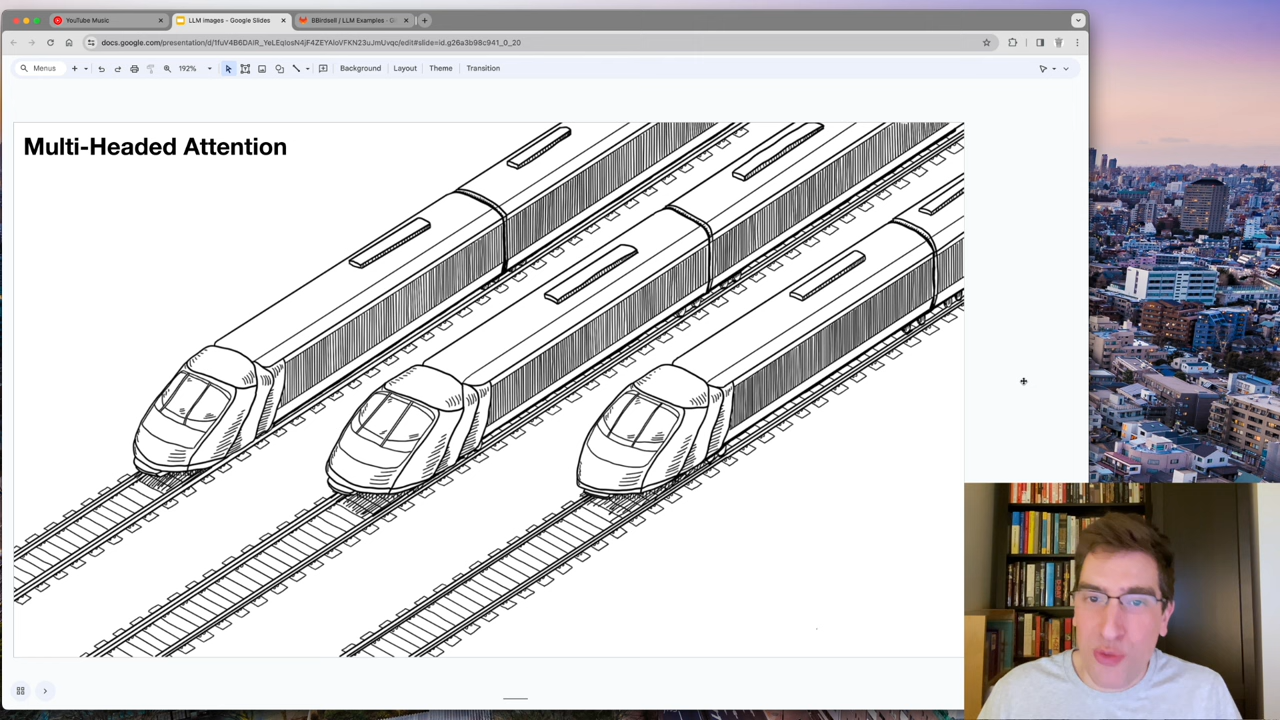 YouTube Music
LLM images - Google Slides
BBirdsell / LLM Examples · G
docs.google.com/presentation/d/1fuV4B6DAIR_YeLEqIosN4jF4ZEYAIoVFKN23uJmUvqc/edit#slide=id.g26a3b98c941_0_20
Menus
192%
Background
Layout
Theme
Transition
Multi-Headed Attention